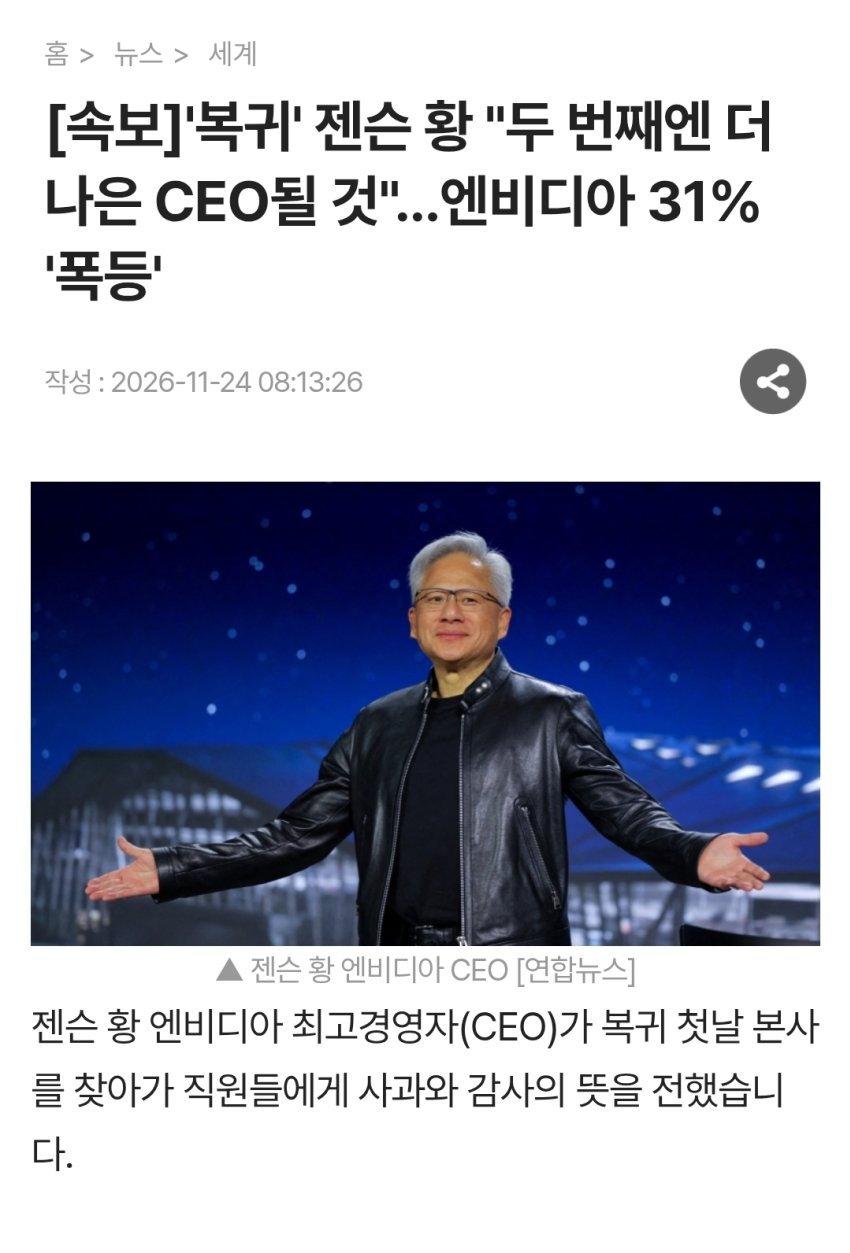 홈 > 뉴스 > 세계
[속보]'복귀' 젠슨 황 "두 번째엔 더
나은 CEO될 것"...엔비디아 31%
'폭등'
작성 : 2026-11-24 08:13:26
▲ 젠슨 황 엔비디아 CEO [연합뉴스]
젠슨 황 엔비디아 최고경영자(CEO)가 복귀 첫날 본사
를 찾아가 직원들에게 사과와 감사의 뜻을 전했습니
다.